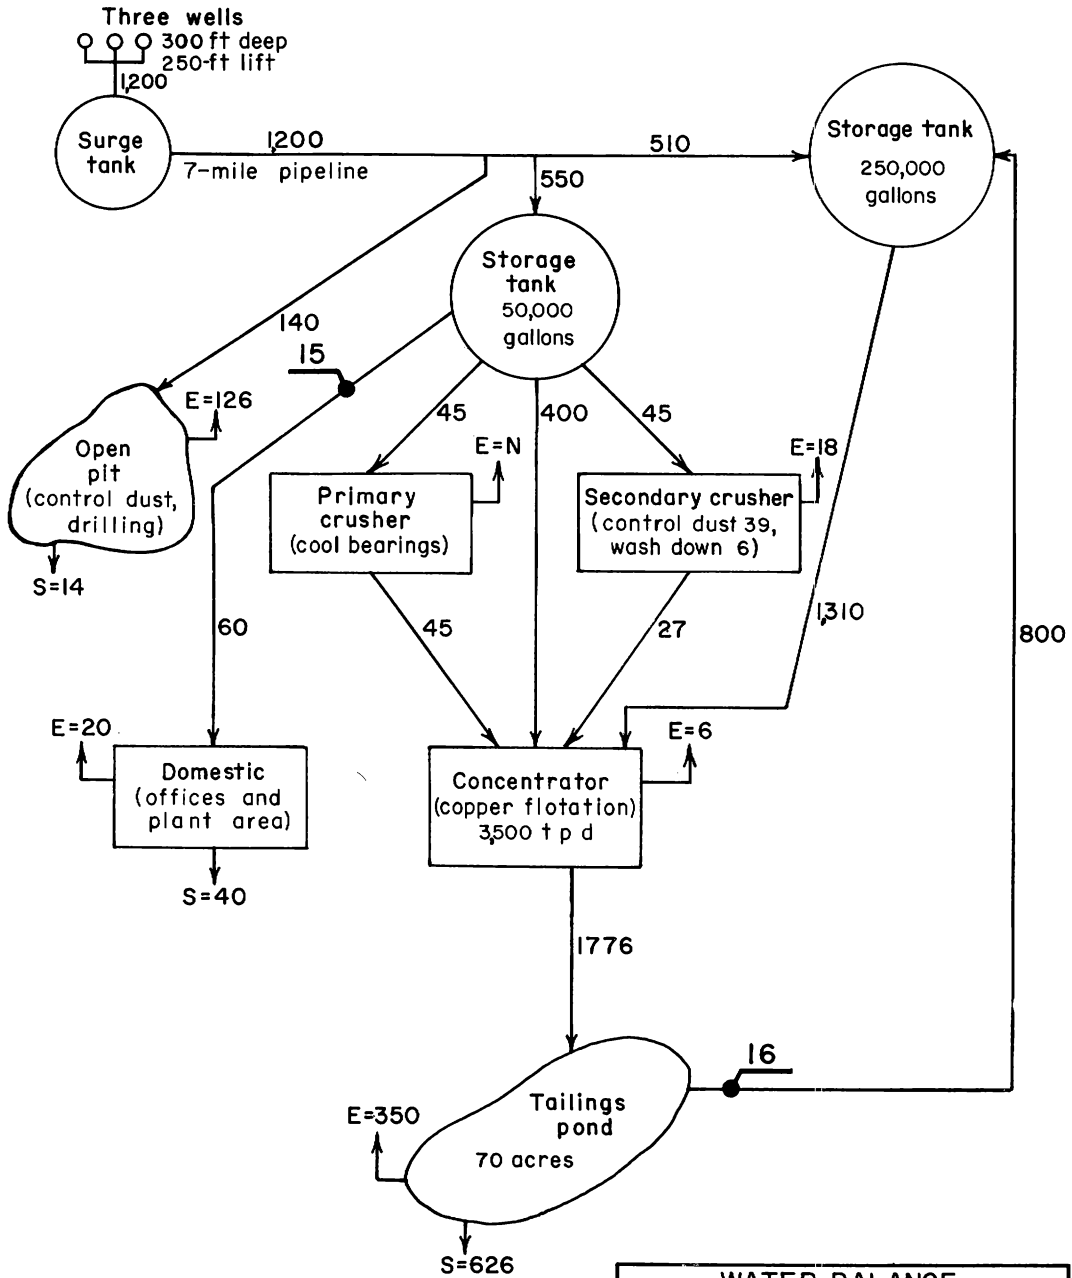 Three wells
300 ft deep
250-ft lift
1,200
Surge
tank
1,200
7-mile pipeline
510
550
Storage tank
250,000
gallons
Storage
tank
50,000
gallons
140
15
45
400
45
E=126
Open
pit
(control dust,
drilling)
S=14
E=N
Primary
crusher
(cool bearings)
E=18
Secondary crusher
(control dust 39,
wash down 6)
60
45
27
1,310
800
E=20
Domestic
(offices and
plant area)
S=40
E=6
Concentrator
(copper flotation)
3,500 t p d
1776
16
Tailings
pond
70 acres
E=350
S=626
WATER BALANCE